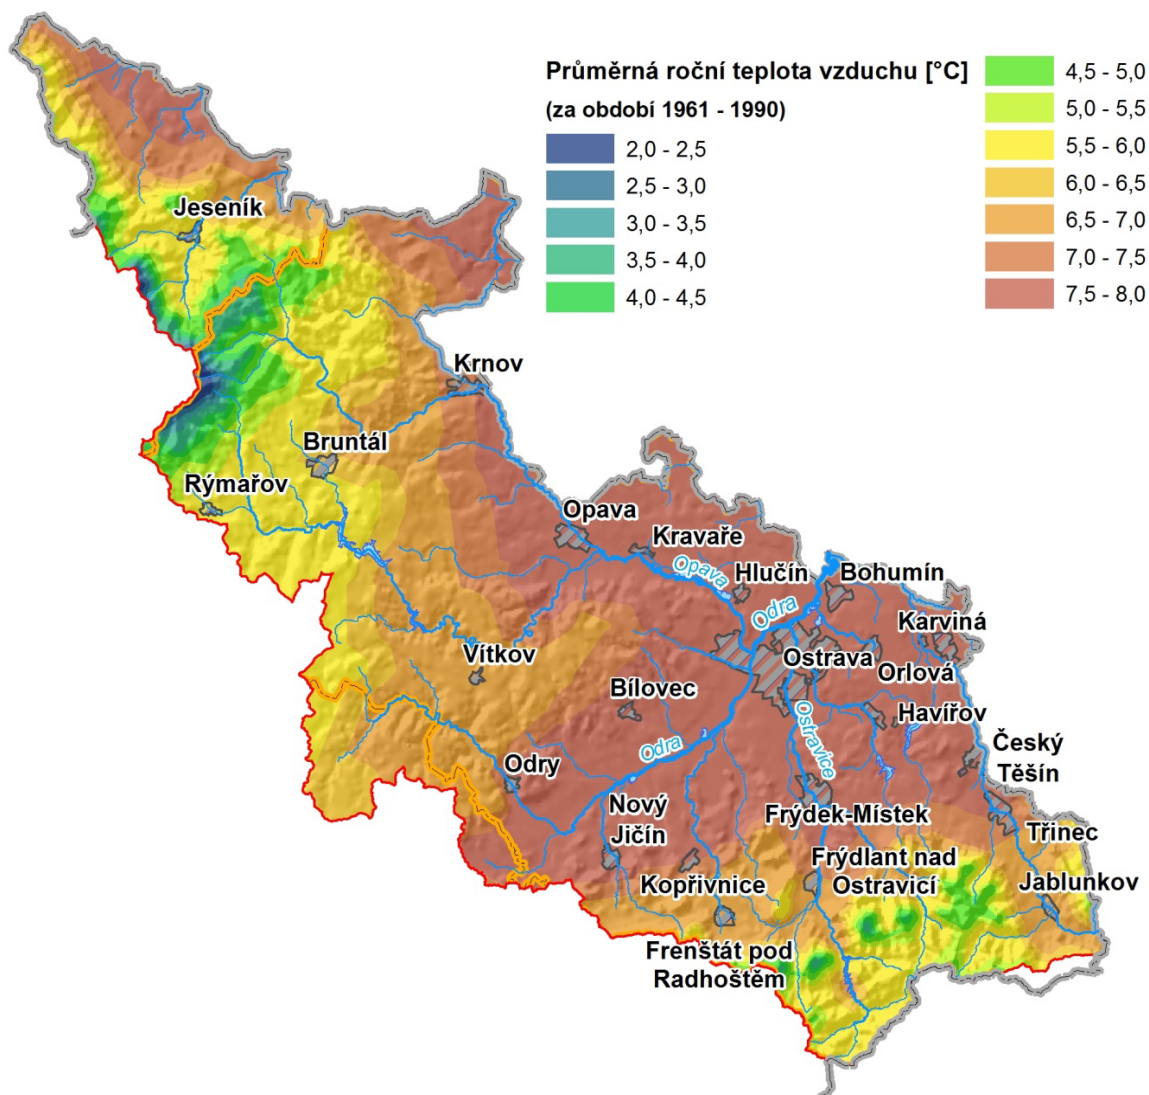 Průměrná roční teplota vzduchu [°C]
(za období 1961 - 1990)
2,0 - 2,5
2,5 - 3,0
3,0 - 3,5
3,5 - 4,0
4,0 - 4,5
4,5 - 5,0
5,0 - 5,5
5,5 - 6,0
6,0 - 6,5
6,5 - 7,0
7,0 - 7,5
7,5 - 8,0
Jeseník
Krnov
Bruntál
Rýmařov
Opava
Kravaře
Opava
Hlučín
Bohumín
Odra
Karviná
Vítkov
Ostrava
Orlová
Bílovec
Havířov
Ostravice
Odra
Český
Těšín
Odry
Nový
Jičín
Frýdek-Místek
Třinec
Frýdlant nad
Ostravicí
Kopřivnice
Jablunkov
Frenštát pod
Radhoštěm